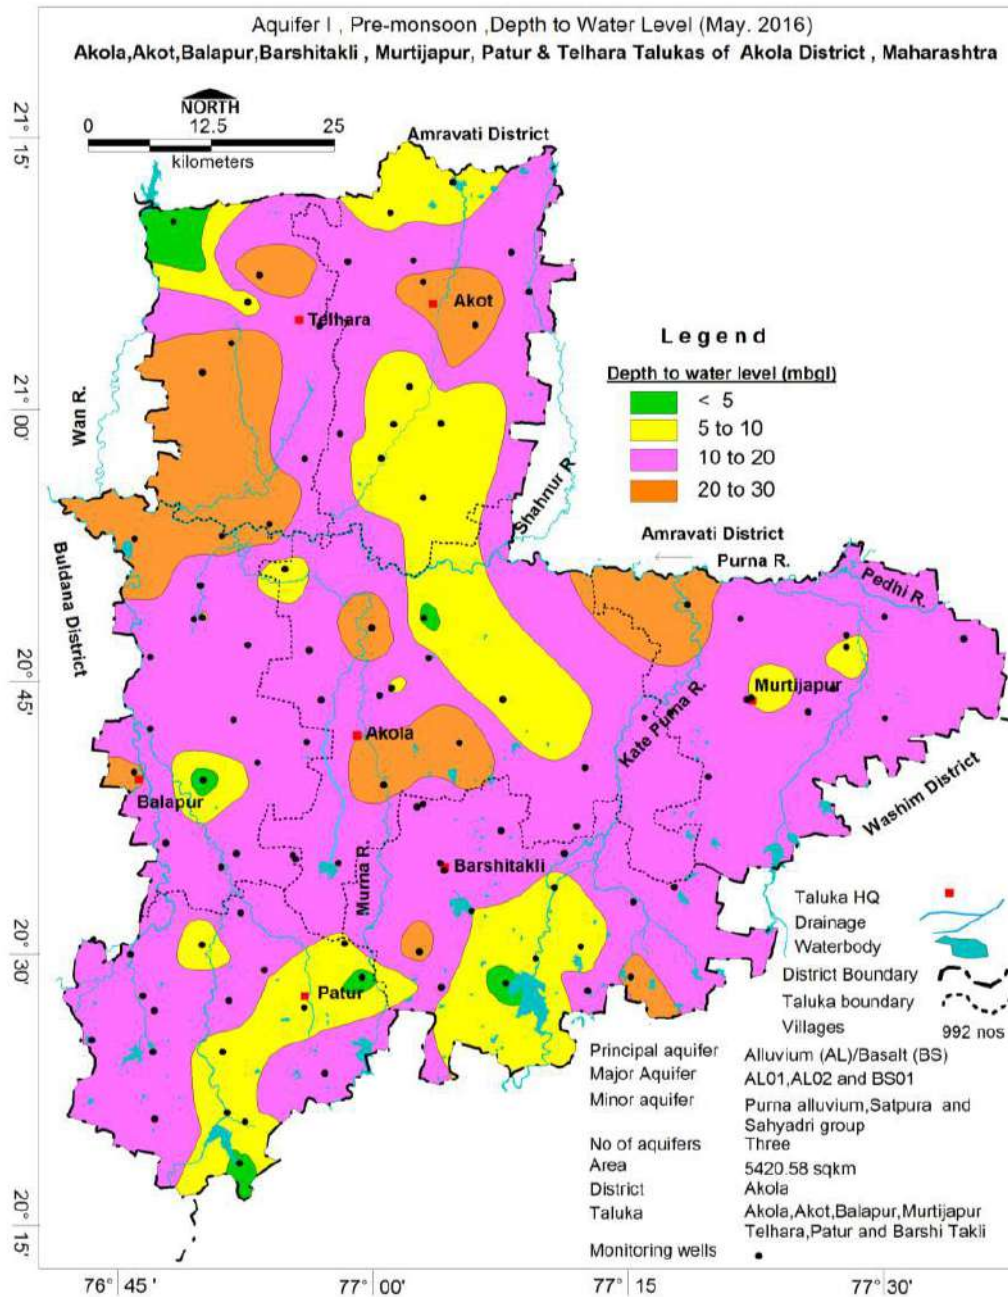 Aquifer I , Pre-monsoon ,Depth to Water Level (May. 2016)
Akola,Akot,Balapur,Barshitakli , Murtijapur, Patur & Telhara Talukas of Akola District , Maharashtra
NORTH
0 12.5 25
kilometers
Amravati District
21° 15'
21° 00'
20° 45'
20° 30'
20° 15'
Telhara
Akot
Wan R.
Shahnur R.
Legend
Depth to water level (mbgl)
< 5
5 to 10
10 to 20
20 to 30
Amravati District
Purna R.
Pedhi R.
Buldana District
Murtijapur
Kate Purna R.
Akola
Balapur
Washim District
Murna R.
Barshitakli
Patur
Taluka HQ
Drainage
Waterbody
District Boundary
Taluka boundary
Villages 992 nos
Principal aquifer Alluvium (AL)/Basalt (BS)
Major Aquifer AL01,AL02 and BS01
Minor aquifer Purna alluvium,Satpura and
Sahyadri group
No of aquifers Three
Area 5420.58 sqkm
District Akola
Taluka Akola,Akot,Balapur,Murtijapur
Telhara,Patur and Barshi Takli
Monitoring wells
76° 45 ' 77° 00' 77° 15 ' 77° 30'